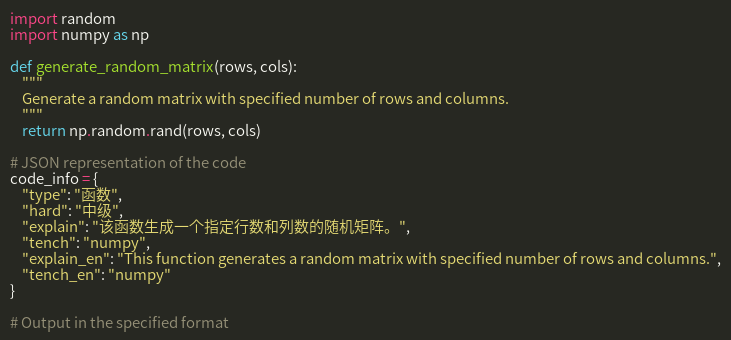 import random
import numpy as np
def generate_random_matrix(rows, cols):
"""
Generate a random matrix with specified number of rows and columns.
"""
return np.random.rand(rows, cols)
# JSON representation of the code
code_info = {
"type": "函数",
"hard": "中级",
"explain": "该函数生成一个指定行数和列数的随机矩阵。",
"tench": "numpy",
"explain_en": "This function generates a random matrix with specified number of rows and columns.",
"tench_en": "numpy"
}
# Output in the specified format